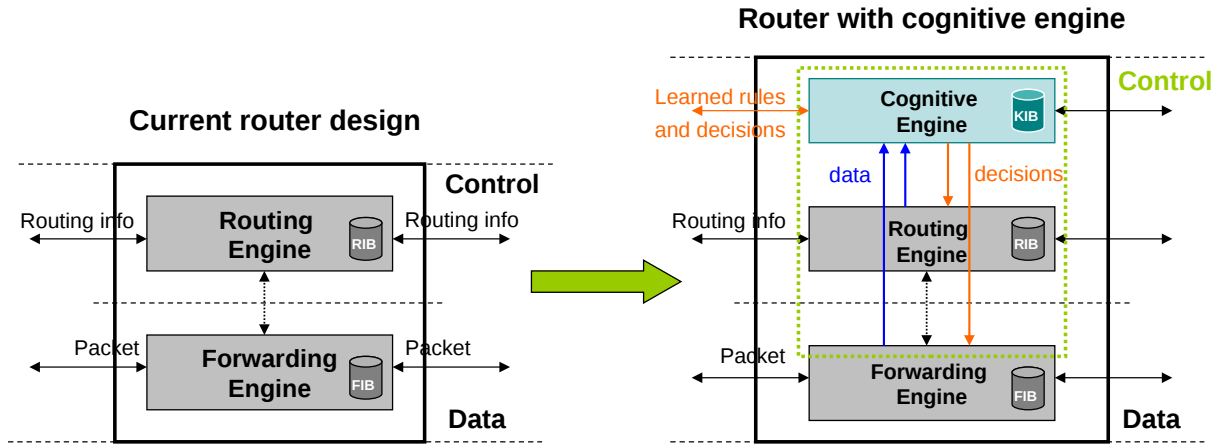 Router with cognitive engine
Current router design
Control
Routing info
Routing
Engine
RIB
Routing info
Packet
Forwarding
Engine
FIB
Packet
Data
Control
Learned rules
and decisions
Cognitive
Engine
KIB
data
decisions
Routing info
Routing
Engine
RIB
Packet
Forwarding
Engine
FIB
Data